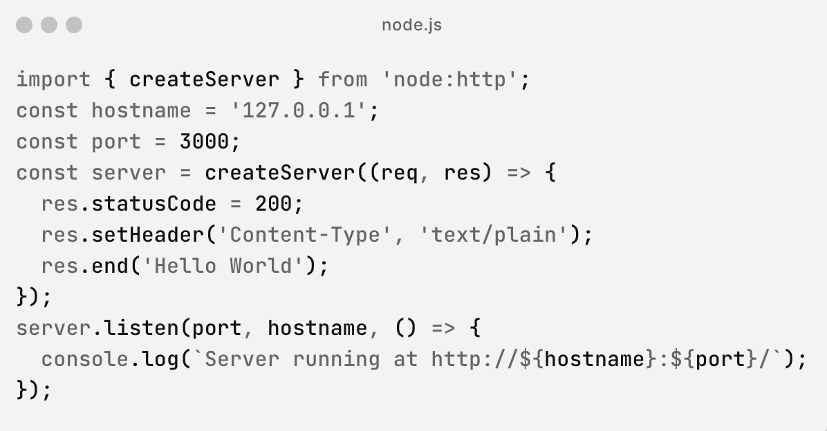 node.js
import { createServer } from 'node:http';
const hostname = '127.0.0.1';
const port = 3000;
const server = createServer((req, res) => {
  res.statusCode = 200;
  res.setHeader('Content-Type', 'text/plain');
  res.end('Hello World');
});
server.listen(port, hostname, () => {
  console.log(`Server running at http://${hostname}:${port}/`);
});